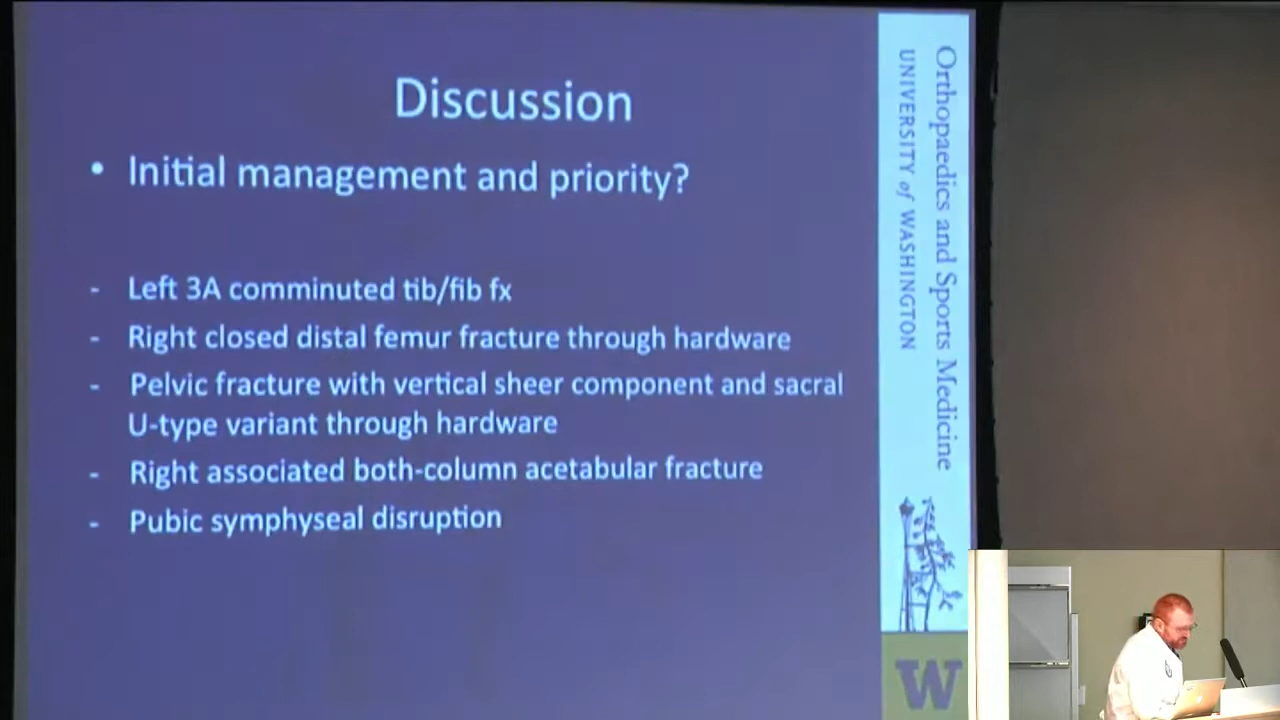 Discussion
• Initial management and priority?
- Left 3A comminuted tib/fib fx
- Right closed distal femur fracture through hardware
- Pelvic fracture with vertical sheer component and sacral
U-type variant through hardware
- Right associated both-column acetabular fracture
- Pubic symphyseal disruption
Orthopaedics and Sports Medicine
UNIVERSITY of WASHINGTON
W